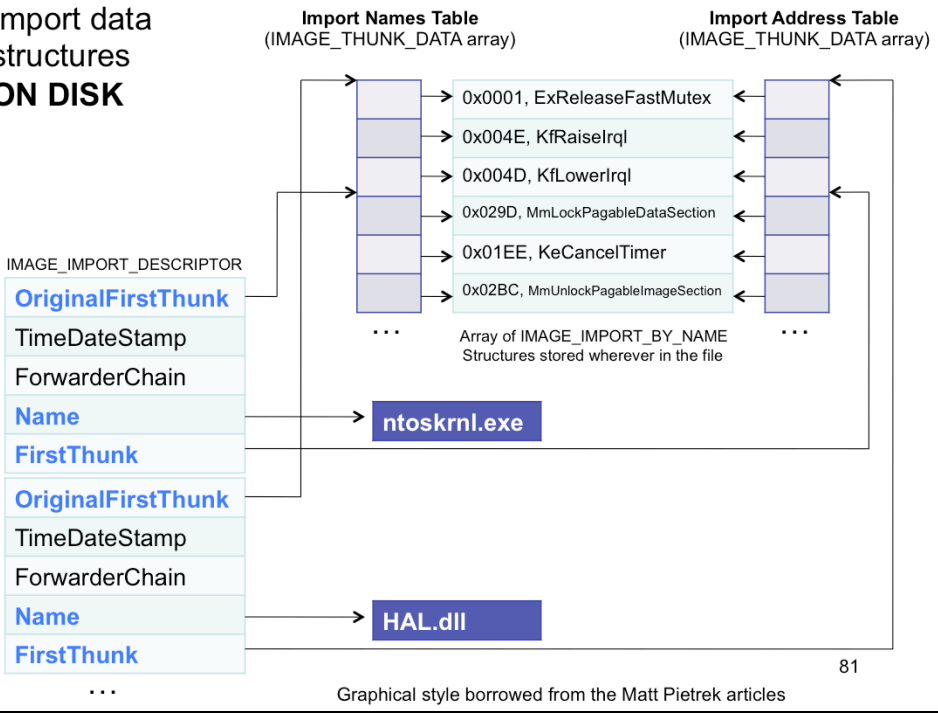 mport data
structures
ON DISK
Import Names Table
(IMAGE_THUNK_DATA array)
Import Address Table
(IMAGE_THUNK_DATA array)
0x0001, ExReleaseFastMutex
0x004E, KfRaiseIrql
0x004D, KfLowerIrql
0x029D, MmLockPagableDataSection
0x01EE, KeCancelTimer
0x02BC, MmUnlockPagableImageSection
...
...
Array of IMAGE_IMPORT_BY_NAME
Structures stored wherever in the file
IMAGE_IMPORT_DESCRIPTOR
OriginalFirstThunk
TimeDateStamp
ForwarderChain
Name
FirstThunk
OriginalFirstThunk
TimeDateStamp
ForwarderChain
Name
FirstThunk
...
ntoskrnl.exe
HAL.dll
81
Graphical style borrowed from the Matt Pietrek articles